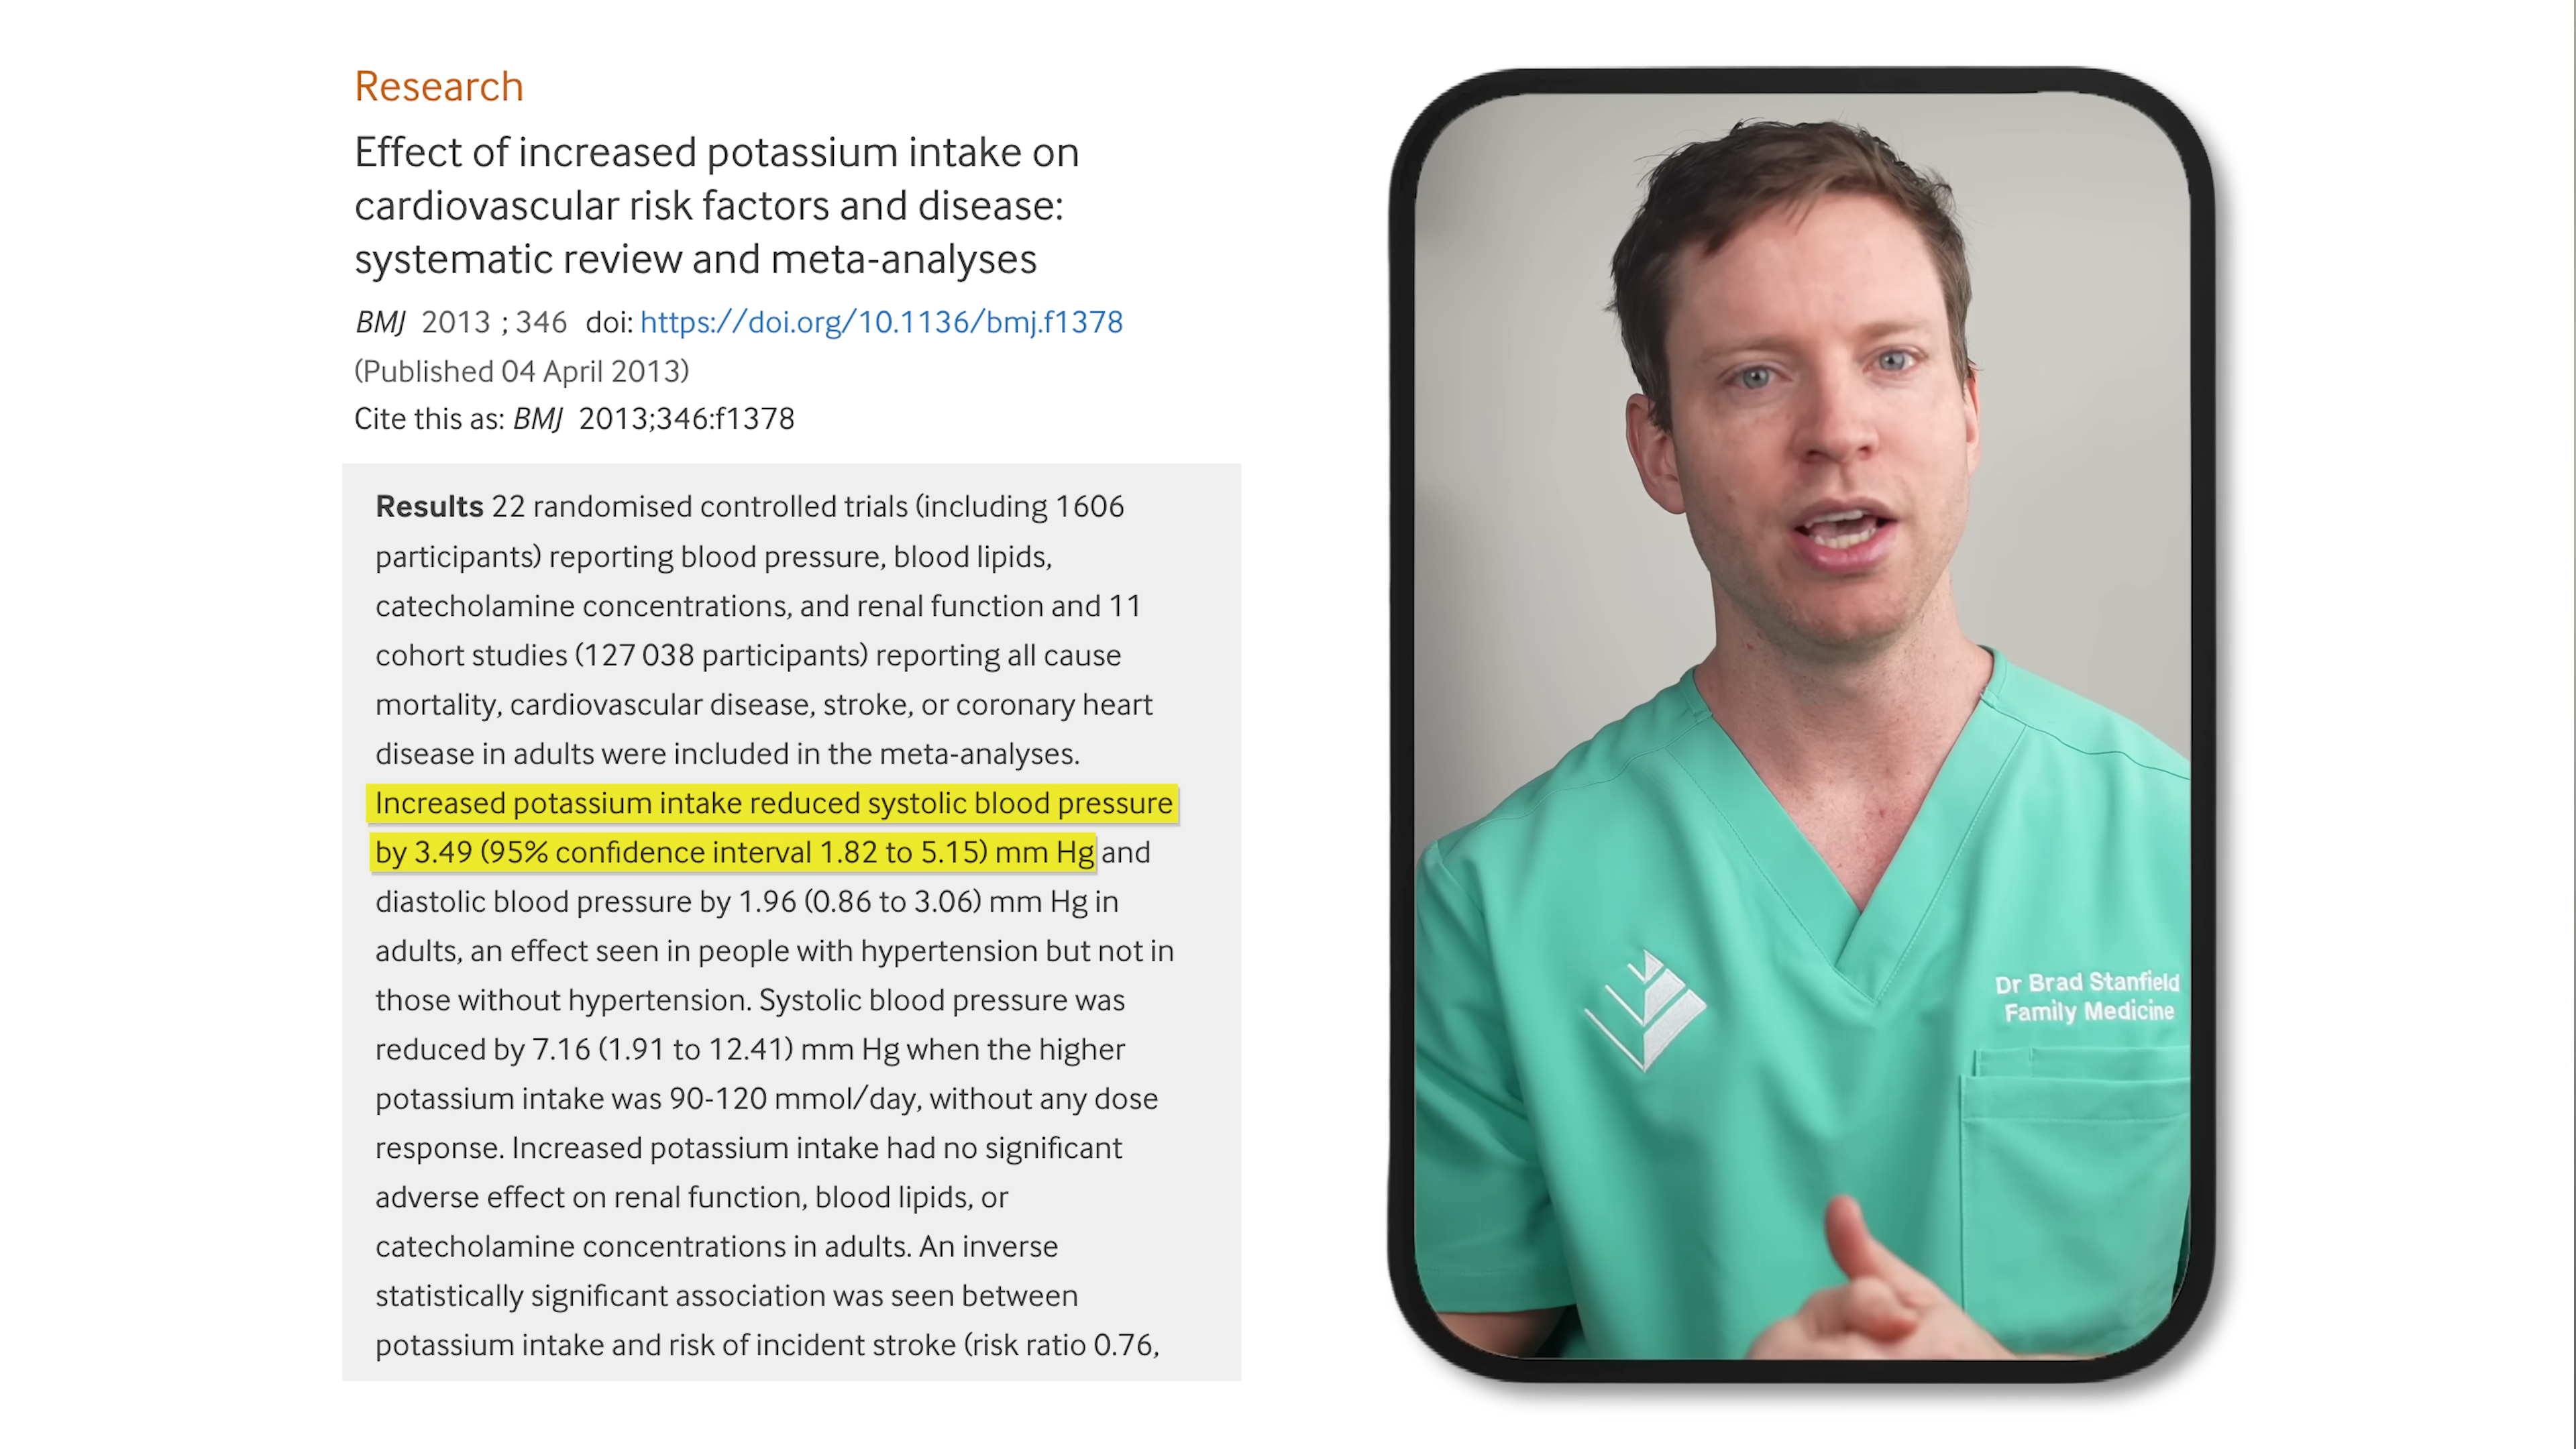 Research
Effect of increased potassium intake on
cardiovascular risk factors and disease:
systematic review and meta-analyses
BMJ 2013 ; 346 doi: https://doi.org/10.1136/bmj.f1378
(Published 04 April 2013)
Cite this as: BMJ 2013;346:f1378
Results 22 randomised controlled trials (including 1606
participants) reporting blood pressure, blood lipids,
catecholamine concentrations, and renal function and 11
cohort studies (127 038 participants) reporting all cause
mortality, cardiovascular disease, stroke, or coronary heart
disease in adults were included in the meta-analyses.
Increased potassium intake reduced systolic blood pressure
by 3.49 (95% confidence interval 1.82 to 5.15) mm Hg and
diastolic blood pressure by 1.96 (0.86 to 3.06) mm Hg in
adults, an effect seen in people with hypertension but not in
those without hypertension. Systolic blood pressure was
reduced by 7.16 (1.91 to 12.41) mm Hg when the higher
potassium intake was 90-120 mmol/day, without any dose
response. Increased potassium intake had no significant
adverse effect on renal function, blood lipids, or
catecholamine concentrations in adults. An inverse
statistically significant association was seen between
potassium intake and risk of incident stroke (risk ratio 0.76,
Dr Brad Stanfield
Family Medicine